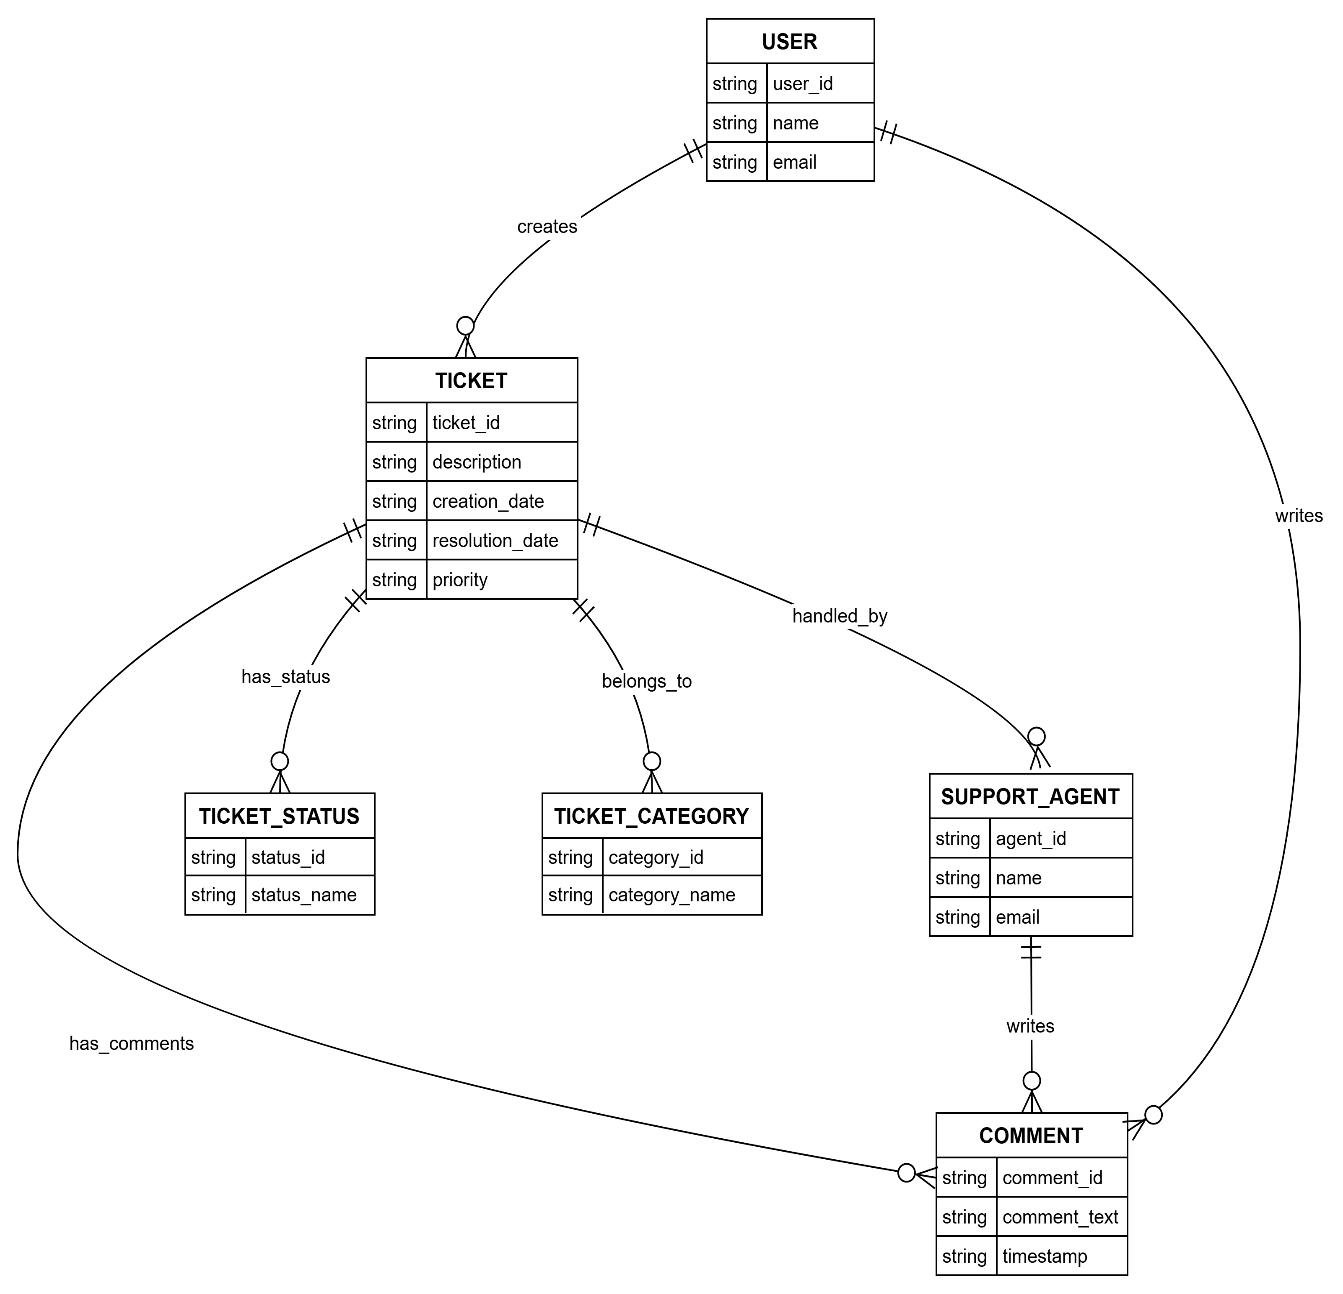 USER
string user_id
string name
string email
creates
writes
TICKET
string ticket_id
string description
string creation_date
string resolution_date
string priority
handled_by
has_status
belongs_to
TICKET_STATUS
string status_id
string status_name
TICKET_CATEGORY
string category_id
string category_name
SUPPORT_AGENT
string agent_id
string name
string email
writes
has_comments
COMMENT
string comment_id
string comment_text
string timestamp